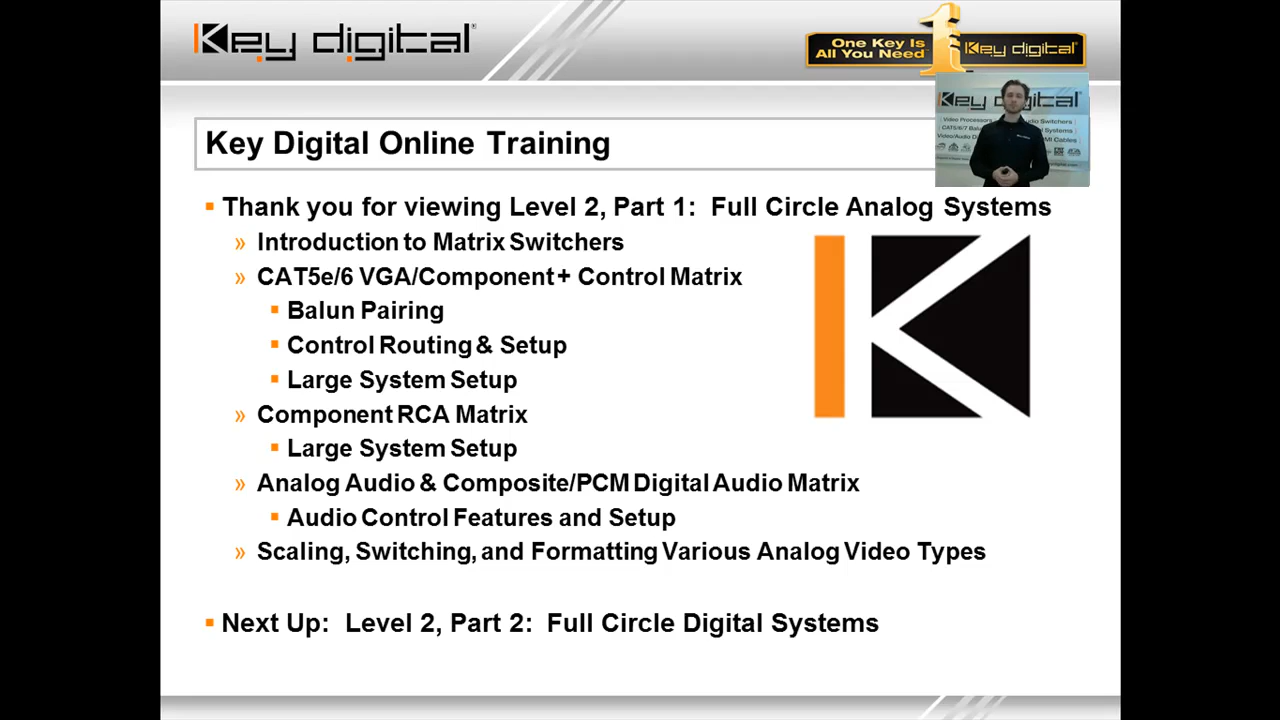 Key digital®
One Key Is
All You Need™ Key digital®
Key digital®
Key Digital Online Training
Thank you for viewing Level 2, Part 1: Full Circle Analog Systems
» Introduction to Matrix Switchers
» CAT5e/6 VGA/Component + Control Matrix
Balun Pairing
Control Routing & Setup
Large System Setup
» Component RCA Matrix
Large System Setup
» Analog Audio & Composite/PCM Digital Audio Matrix
Audio Control Features and Setup
» Scaling, Switching, and Formatting Various Analog Video Types
Next Up: Level 2, Part 2: Full Circle Digital Systems